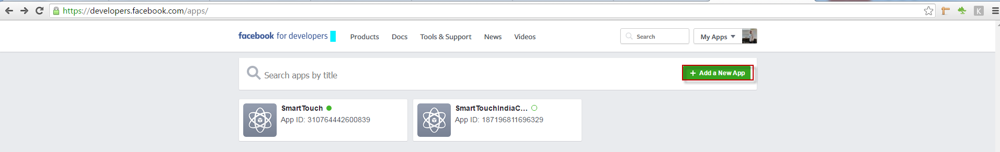 https://developers.facebook.com/apps/
K
facebook for developers Products Docs Tools & Support News Videos Search My Apps
Search apps by title + Add a New App
SmartTouch SmartTouchIndiaC...
App ID: 310764442600839 App ID: 187196811696329